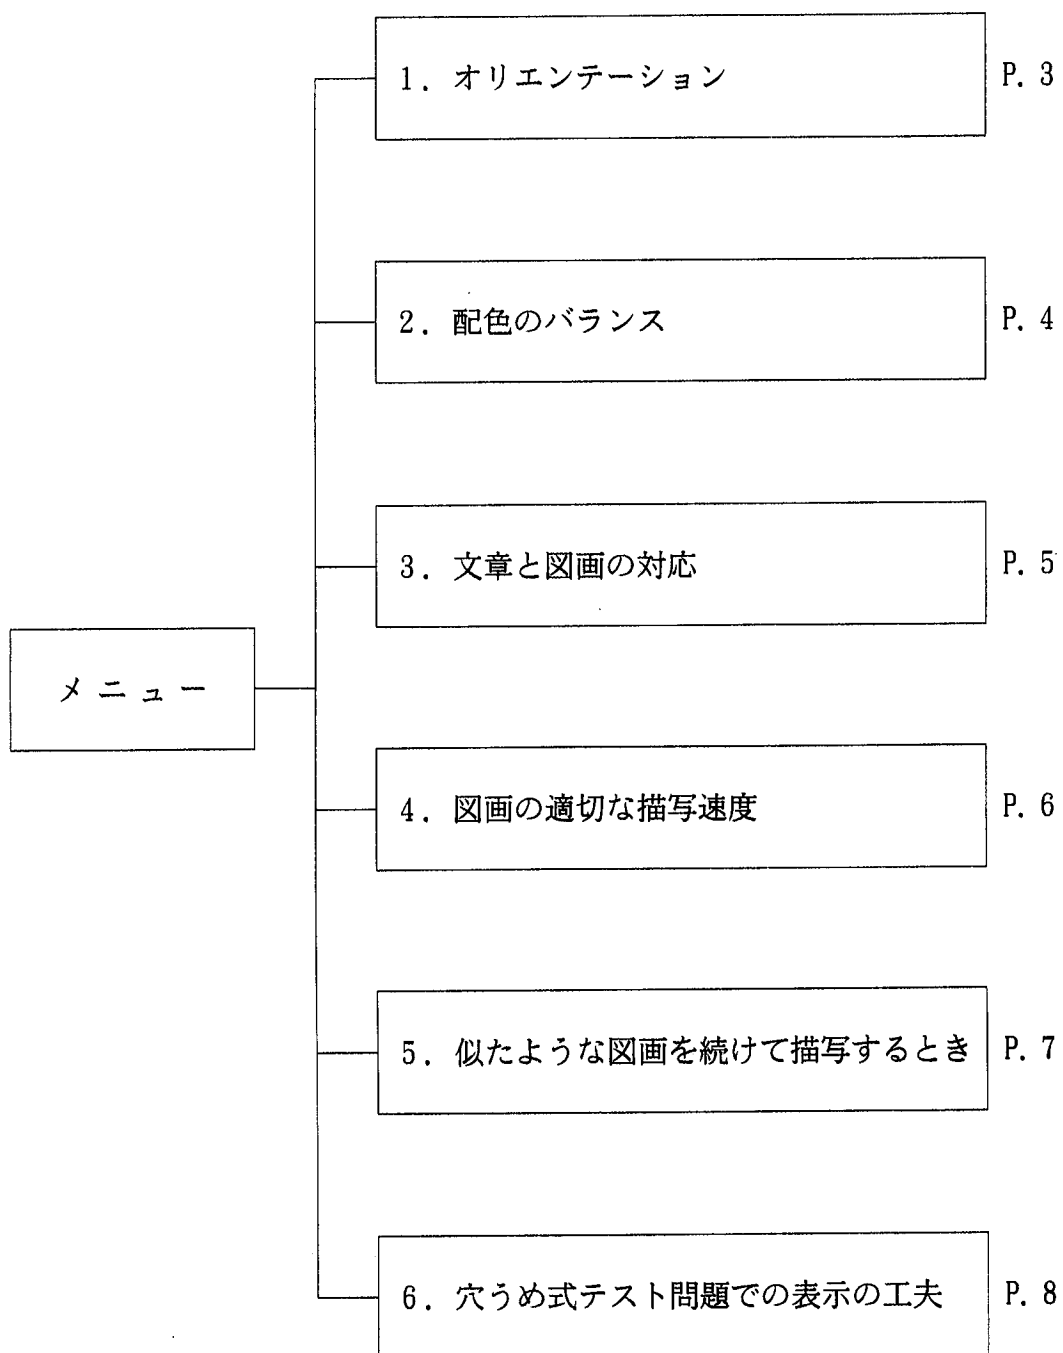 1. オリエンテーション P. 3
2. 配色のバランス P. 4
3. 文章と図画の対応 P. 5
メニュー
4. 図画の適切な描写速度 P. 6
5. 似たような図画を続けて描写するとき P. 7
6. 穴うめ式テスト問題での表示の工夫 P. 8